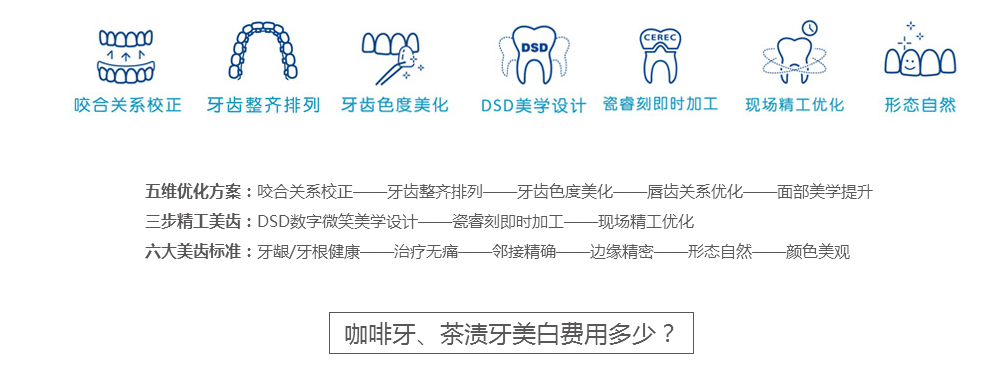 DSD
CEREC
咬合关系校正
牙齿整齐排列
牙齿色度美化
DSD美学设计
瓷睿刻即时加工
现场精工优化
形态自然
五维优化方案：咬合关系校正——牙齿整齐排列——牙齿色度美化——唇齿关系优化——面部美学提升
三步精工美齿：DSD数字微笑美学设计——瓷睿刻即时加工——现场精工优化
六大美齿标准：牙龈/牙根健康——治疗无痛——邻接精确——边缘精密——形态自然——颜色美观
咖啡牙、茶渍牙美白费用多少？